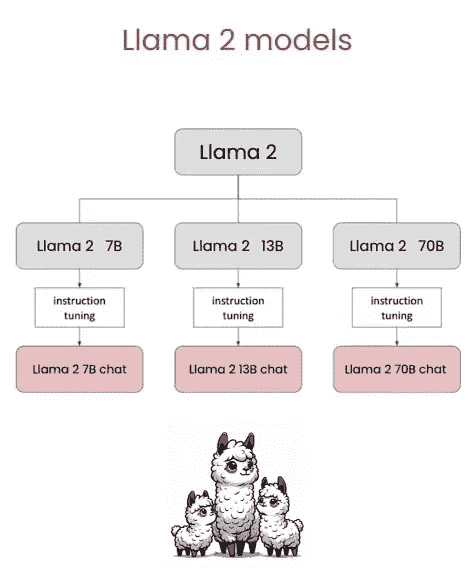 Llama 2 models
Llama 2
Llama 2 7B
Llama 2 13B
Llama 2 70B
instruction
tuning
instruction
tuning
instruction
tuning
Llama 2 7B chat
Llama 2 13B chat
Llama 2 70B chat